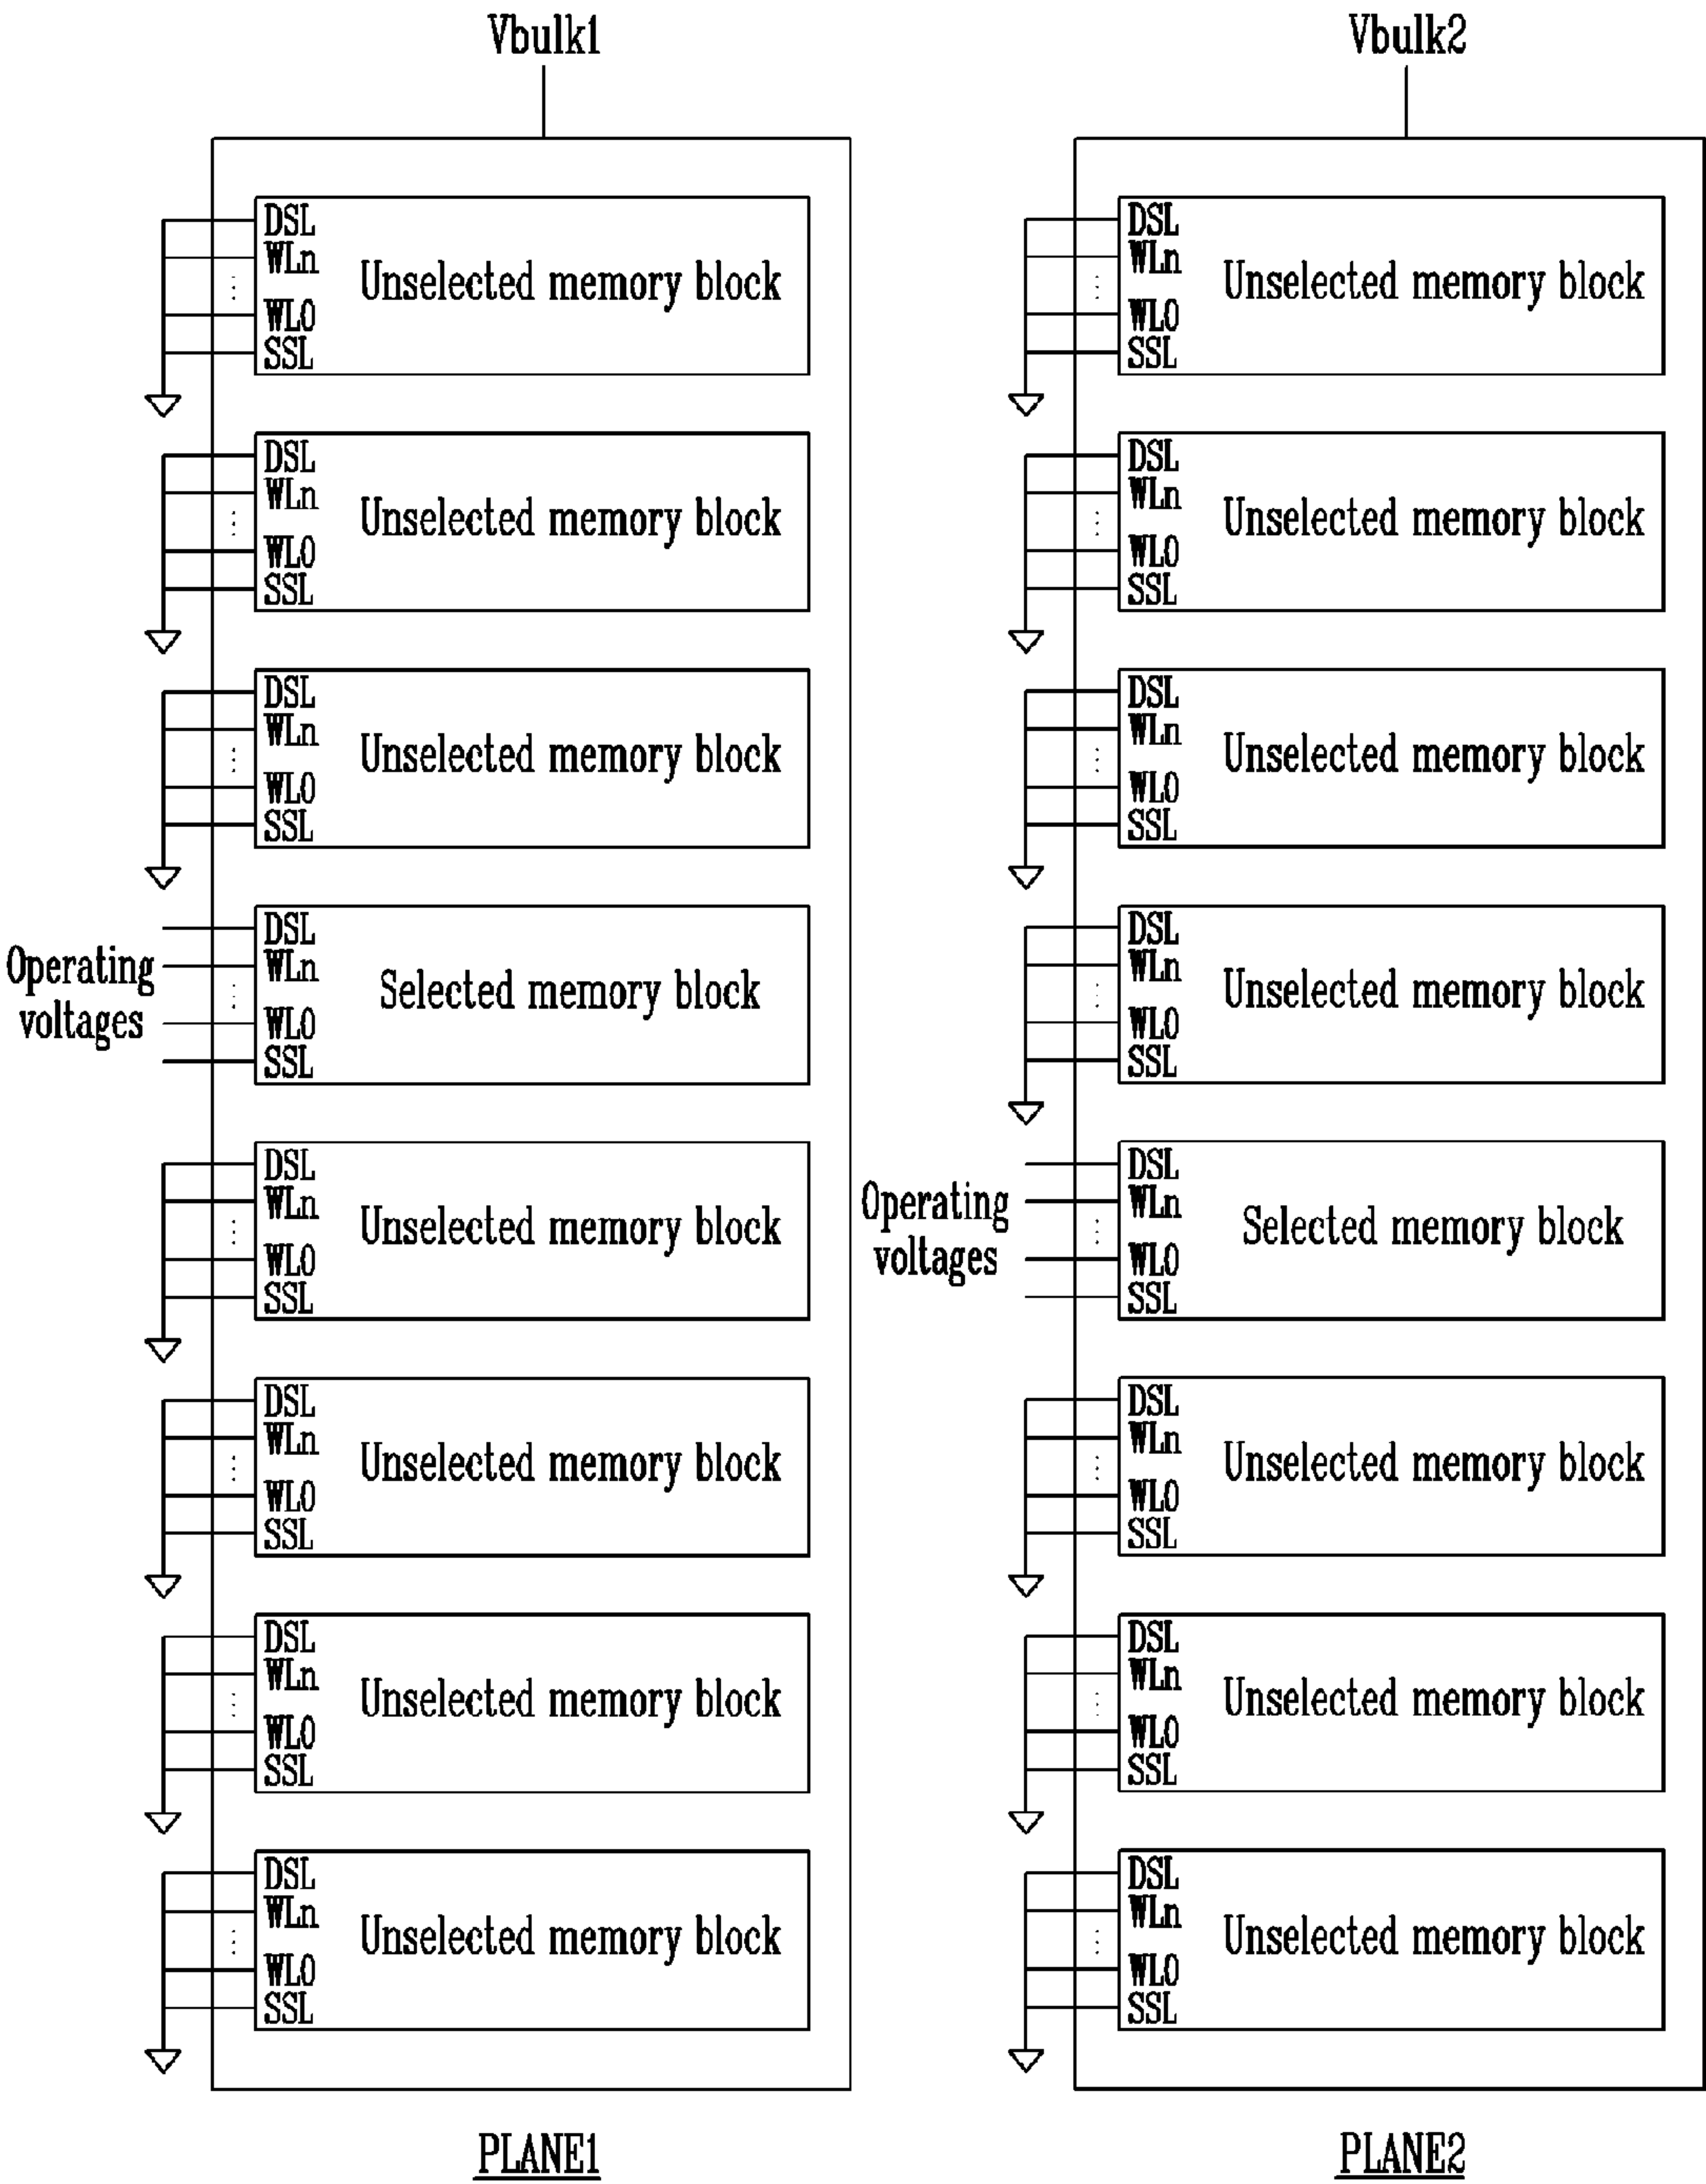 Vbulk1
DSL
WLn
Unselected memory block
WL0
SSL
DSL
WLn
Unselected memory block
WL0
SSL
DSL
WLn
Unselected memory block
WL0
SSL
Operating
voltages
DSL
WLn
Selected memory block
WL0
SSL
DSL
WLn
Unselected memory block
WL0
SSL
DSL
WLn
Unselected memory block
WL0
SSL
DSL
WLn
Unselected memory block
WL0
SSL
DSL
WLn
Unselected memory block
WL0
SSL
PLANE1
Vbulk2
DSL
WLn
Unselected memory block
WL0
SSL
DSL
WLn
Unselected memory block
WL0
SSL
DSL
WLn
Unselected memory block
WL0
SSL
DSL
WLn
Unselected memory block
WL0
SSL
Operating
voltages
DSL
WLn
Selected memory block
WL0
SSL
DSL
WLn
Unselected memory block
WL0
SSL
DSL
WLn
Unselected memory block
WL0
SSL
DSL
WLn
Unselected memory block
WL0
SSL
PLANE2